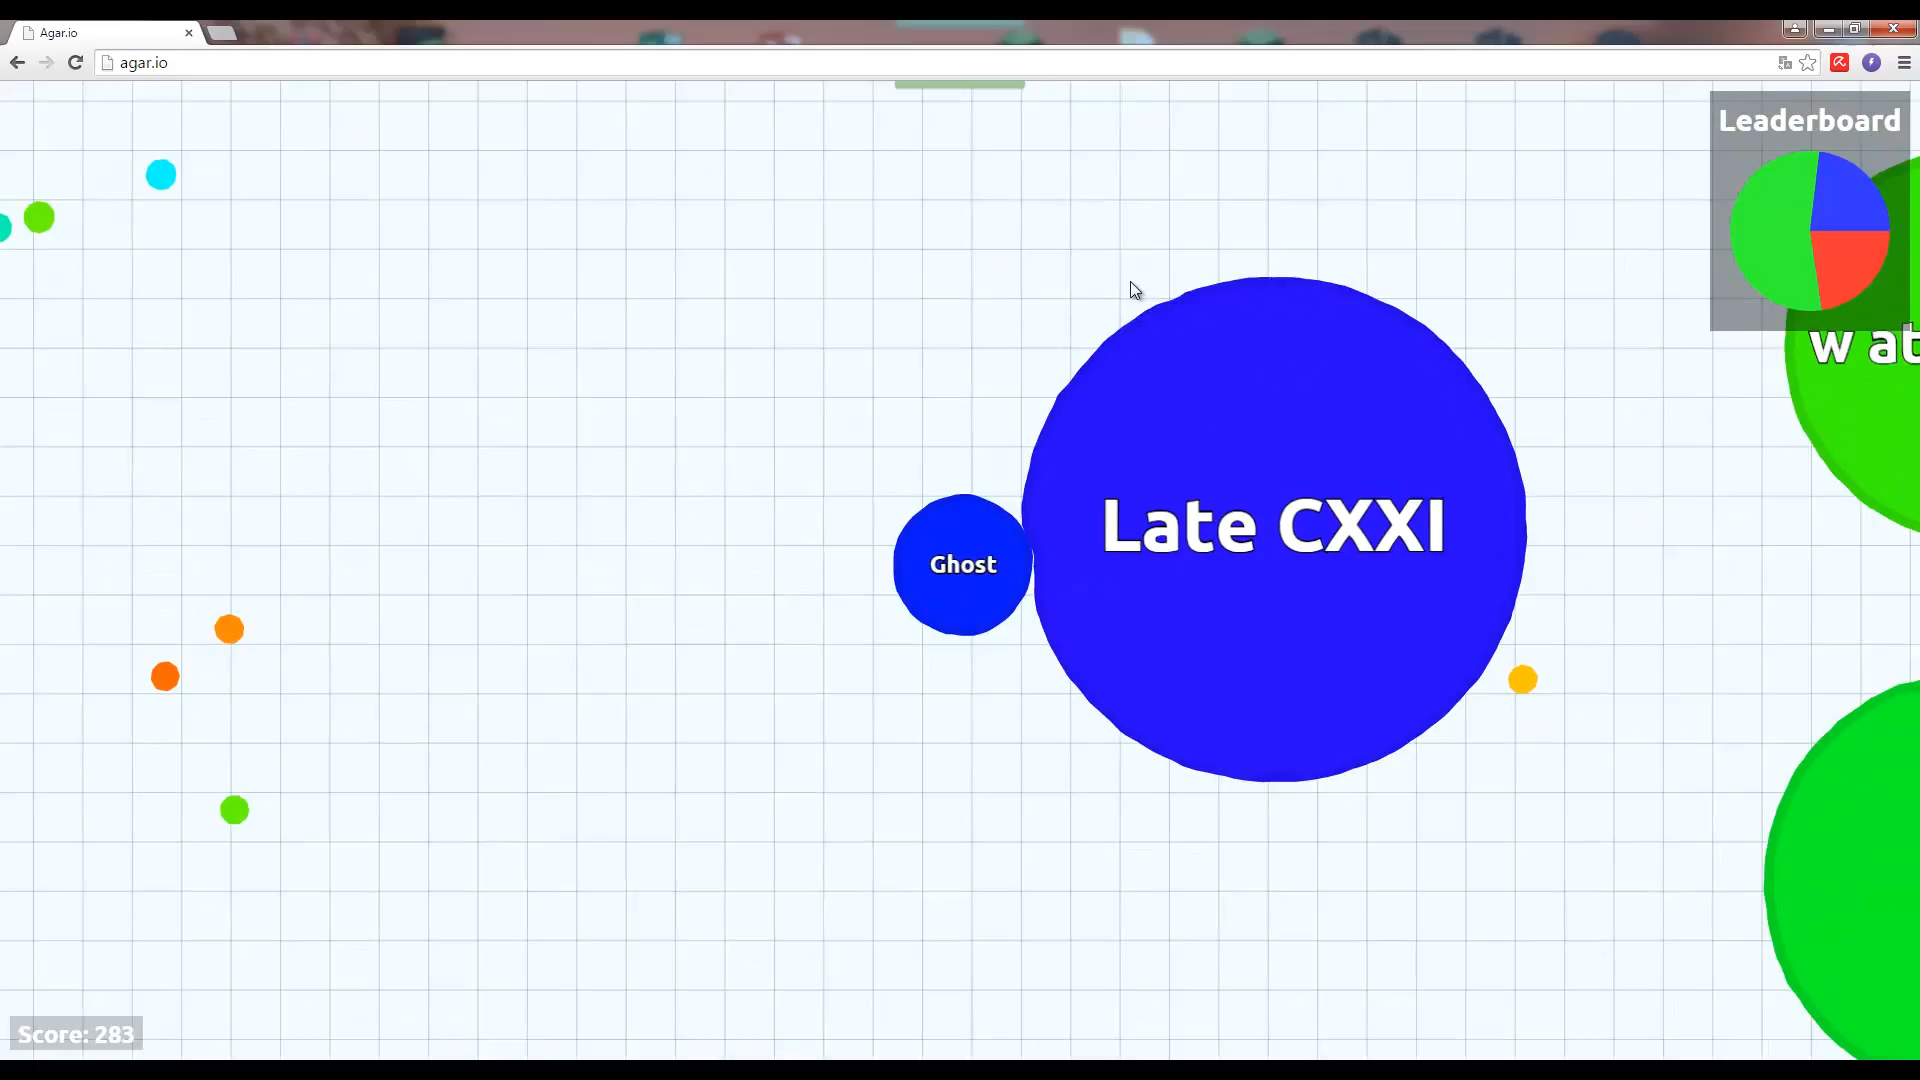 Agar.io
agar.io
Leaderboard
w at
Late CXXI
Ghost
Score: 283